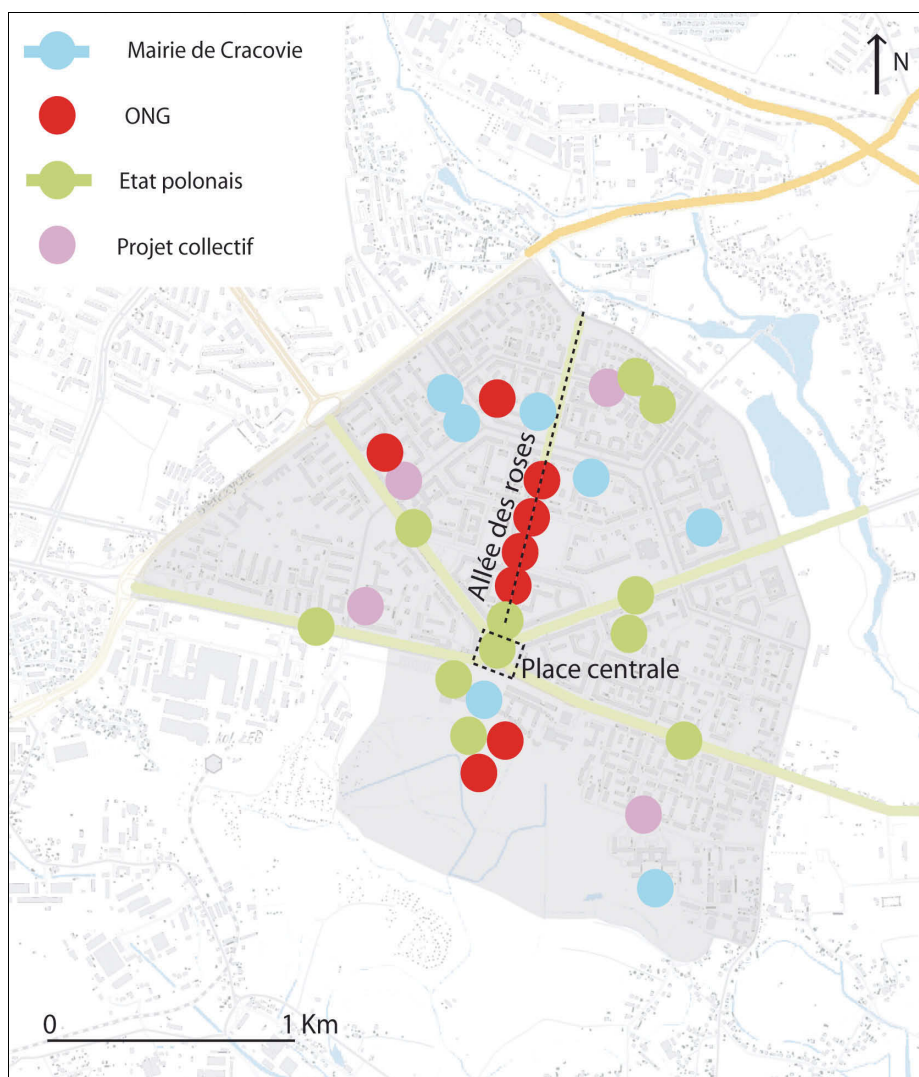 Mairie de Cracovie
N
ONG
Etat polonais
Projet collectif
Allée des roses
Place centrale
0 1 Km